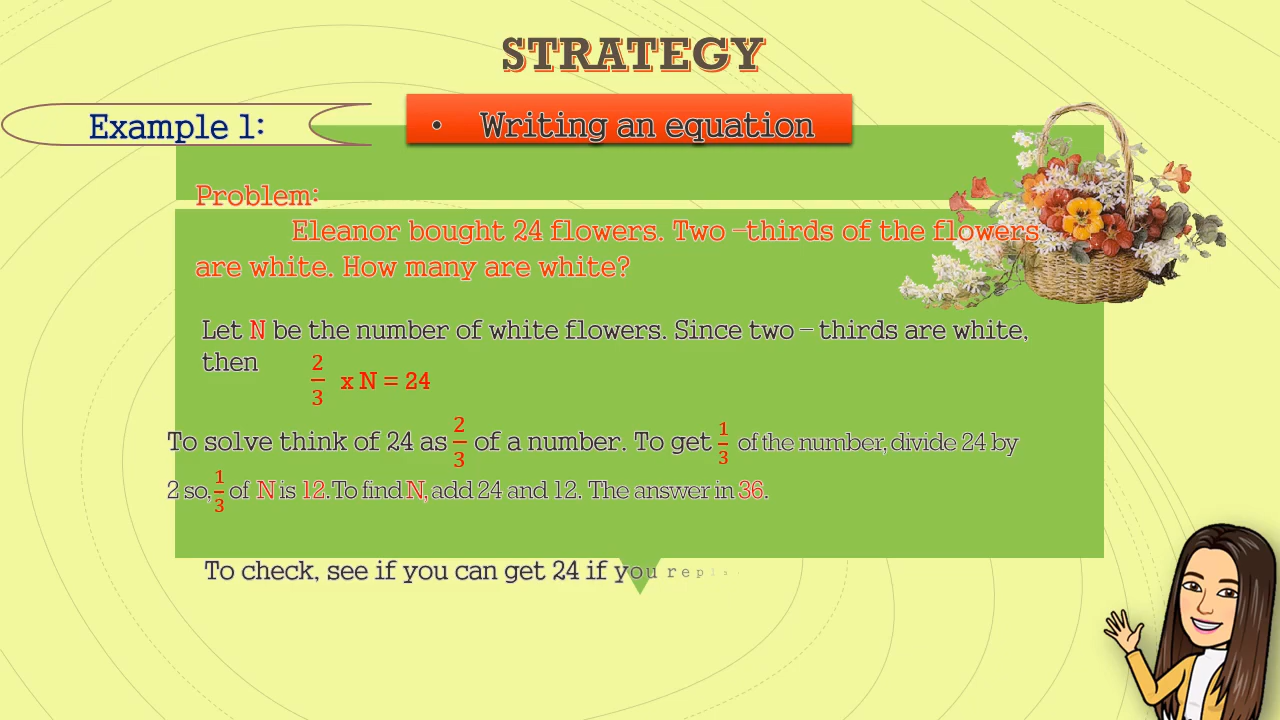 STRATEGY
Example 1:
• Writing an equation
Problem:
Eleanor bought 24 flowers. Two –thirds of the flowers
are white. How many are white?
Let N be the number of white flowers. Since two – thirds are white,
then
2/3 x N = 24
To solve think of 24 as 2/3 of a number. To get 1/3 of the number, divide 24 by
2 so, 1/3 of N is 12. To find N, add 24 and 12. The answer in 36.
To check, see if you can get 24 if you